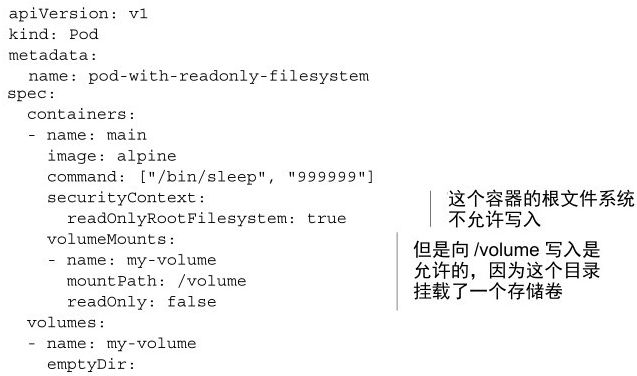 apiVersion: v1
kind: Pod
metadata:
  name: pod-with-readonly-filesystem
spec:
  containers:
  - name: main
    image: alpine
    command: ["/bin/sleep", "999999"]
    securityContext:
      readOnlyRootFilesystem: true
    volumeMounts:
    - name: my-volume
      mountPath: /volume
      readOnly: false
  volumes:
  - name: my-volume
    emptyDir:
这个容器的根文件系统
不允许写入
但是向 /volume 写入是
允许的，因为这个目录
挂载了一个存储卷